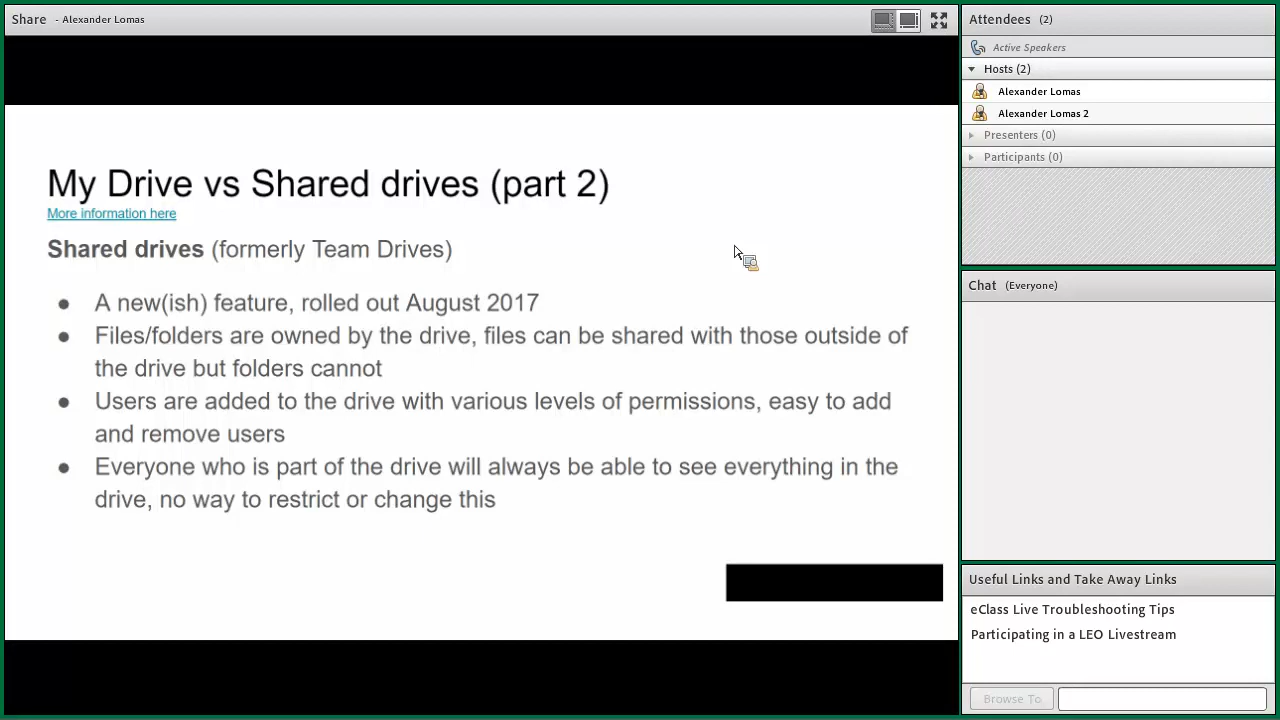 Share - Alexander Lomas
My Drive vs Shared drives (part 2)
More information here
Shared drives (formerly Team Drives)
● A new(ish) feature, rolled out August 2017
● Files/folders are owned by the drive, files can be shared with those outside of
the drive but folders cannot
● Users are added to the drive with various levels of permissions, easy to add
and remove users
● Everyone who is part of the drive will always be able to see everything in the
drive, no way to restrict or change this
Attendees (2)
Active Speakers
Hosts (2)
Alexander Lomas
Alexander Lomas 2
Presenters (0)
Participants (0)
Chat (Everyone)
Useful Links and Take Away Links
eClass Live Troubleshooting Tips
Participating in a LEO Livestream
Browse To